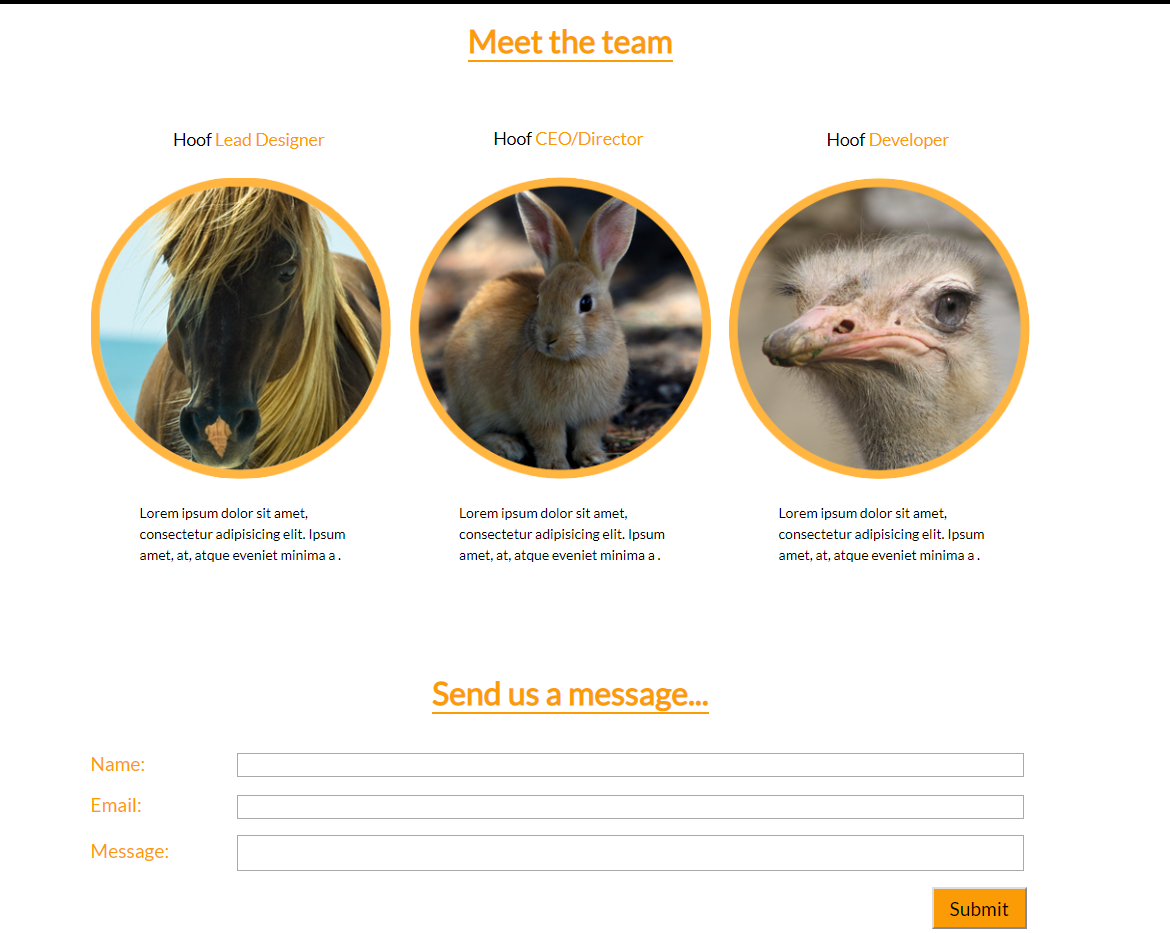 Meet the team
Hoof Lead Designer
Hoof CEO/Director
Hoof Developer
Lorem ipsum dolor sit amet,
consectetur adipisicing elit. Ipsum
amet, at, atque eveniet minima a .
Lorem ipsum dolor sit amet,
consectetur adipisicing elit. Ipsum
amet, at, atque eveniet minima a .
Lorem ipsum dolor sit amet,
consectetur adipisicing elit. Ipsum
amet, at, atque eveniet minima a .
Send us a message...
Name:
Email:
Message:
Submit